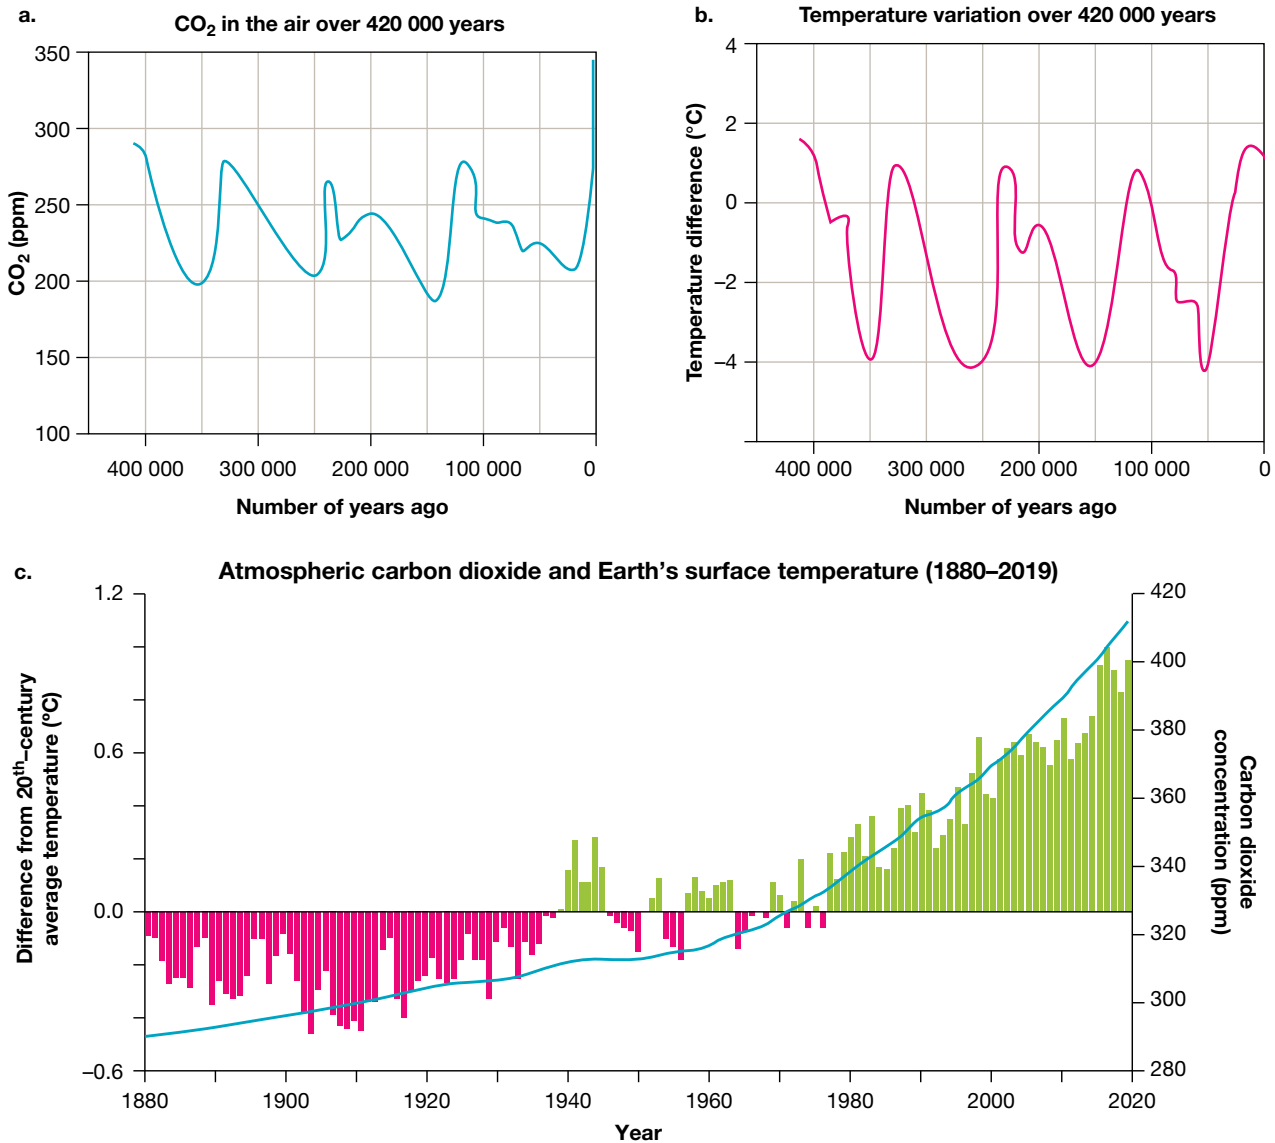 a.
CO2 in the air over 420 000 years
350
300
250
200
150
100
CO2 (ppm)
400 000 300 000 200 000 100 000 0
Number of years ago
b.
Temperature variation over 420 000 years
4
2
0
−2
−4
Temperature difference (°C)
400 000 300 000 200 000 100 000 0
Number of years ago
c.
Atmospheric carbon dioxide and Earth’s surface temperature (1880–2019)
1.2
0.6
0.0
−0.6
Difference from 20th–century
average temperature (°C)
420
400
380
360
340
320
300
280
Carbon dioxide
concentration (ppm)
1880 1900 1920 1940 1960 1980 2000 2020
Year